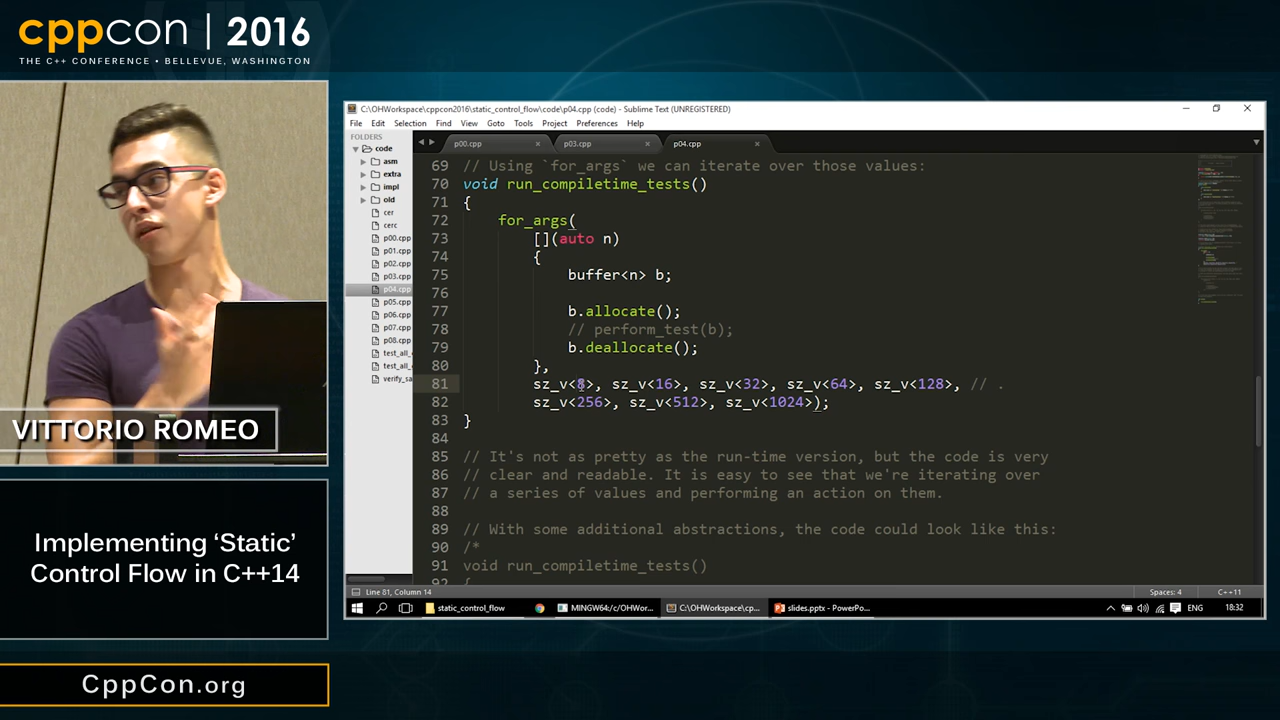 cppcon | 2016
THE C++ CONFERENCE • BELLEVUE, WASHINGTON
VITTORIO ROMEO
Implementing ‘Static’
Control Flow in C++14
CppCon.org
C:\OHWorkspace\cppcon2016\static_control_flow\code\p04.cpp (code) - Sublime Text (UNREGISTERED)
File Edit Selection Find View Goto Tools Project Preferences Help
FOLDERS
code
asm
extra
impl
old
cer
cerc
p00.cpp
p01.cpp
p02.cpp
p03.cpp
p04.cpp
p05.cpp
p06.cpp
p07.cpp
p08.cpp
test_all_
test_all_
verify_sa
p00.cpp p03.cpp p04.cpp
69 // Using `for_args` we can iterate over those values:
70 void run_compiletime_tests()
71 {
72 for_args(
73 [](auto n)
74 {
75 buffer<n> b;
76
77 b.allocate();
78 // perform_test(b);
79 b.deallocate();
80 },
81 sz_v<8>, sz_v<16>, sz_v<32>, sz_v<64>, sz_v<128>, // .
82 sz_v<256>, sz_v<512>, sz_v<1024>);
83 }
84
85 // It's not as pretty as the run-time version, but the code is very
86 // clear and readable. It is easy to see that we're iterating over
87 // a series of values and performing an action on them.
88
89 // With some additional abstractions, the code could look like this:
90 /*
91 void run_compiletime_tests()
92 {
Line 81, Column 14 Spaces: 4 C++11
static_control_flow MINGW64:/c/OHWor... C:\OHWorkspace\cp... slides.pptx - PowerPo... ENG 18:32